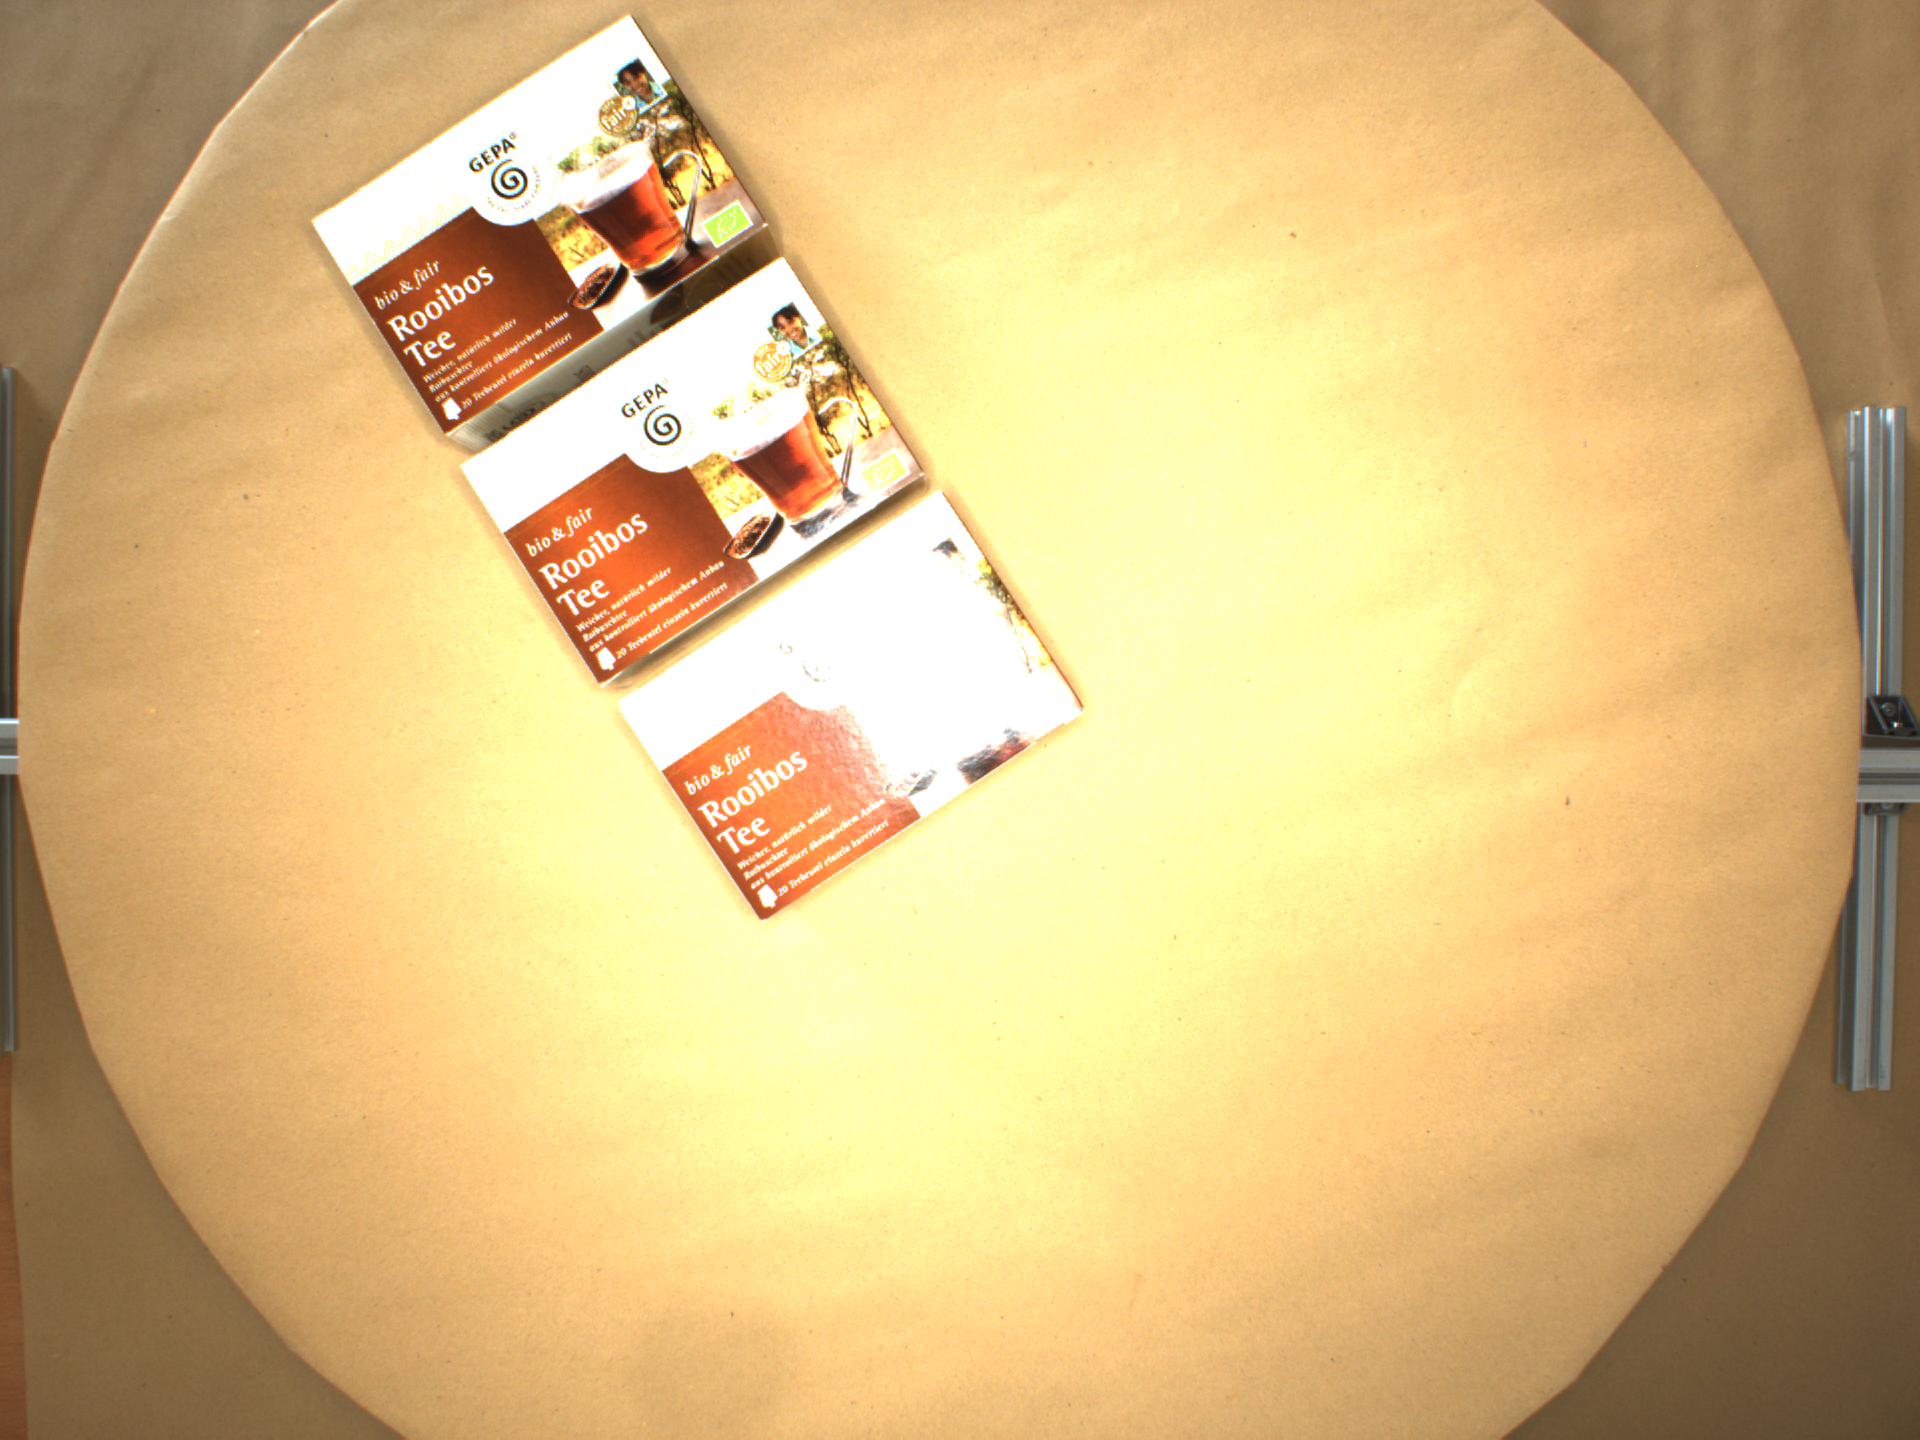 GEPA
fair
bio & fair
Rooibos
Tee
Weicher, natürlich milder
Rotbuschtee
aus kontrolliert ökologischem Anbau
20 Teebeutel einzeln kuvertiert
GEPA
fair
bio & fair
Rooibos
Tee
Weicher, natürlich milder
Rotbuschtee
aus kontrolliert ökologischem Anbau
20 Teebeutel einzeln kuvertiert
bio & fair
Rooibos
Tee
Weicher, natürlich milder
Rotbuschtee
aus kontrolliert ökologischem Anbau
20 Teebeutel einzeln kuvertiert